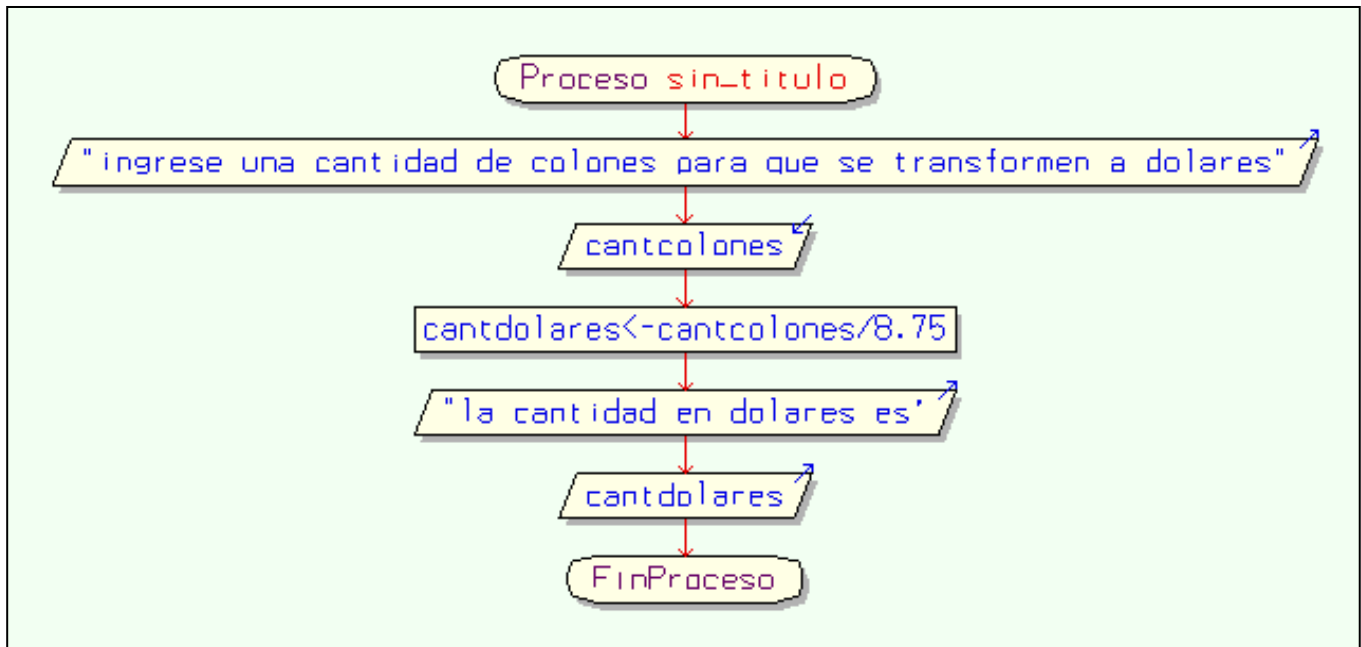 Proceso sin_titulo
"ingrese una cantidad de colones para que se transformen a dolares"
cantcolones
cantdolares<-cantcolones/8.75
"la cantidad en dolares es'
cantdolares
FinProceso